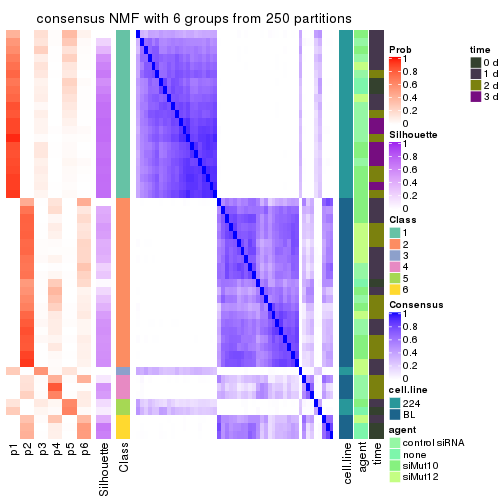 consensus NMF with 6 groups from 250 partitions
Prob
1
0.8
0.6
0.4
0.2
0
Silhouette
1
0.8
0.6
0.4
0.2
0
Class
1
2
3
4
5
6
Consensus
1
0.8
0.6
0.4
0.2
0
cell.line
224
BL
agent
control siRNA
none
siMut10
siMut12
time
0 d
1 d
2 d
3 d
p1
p2
p3
p4
p5
p6
Silhouette
Class
cell.line
agent
time